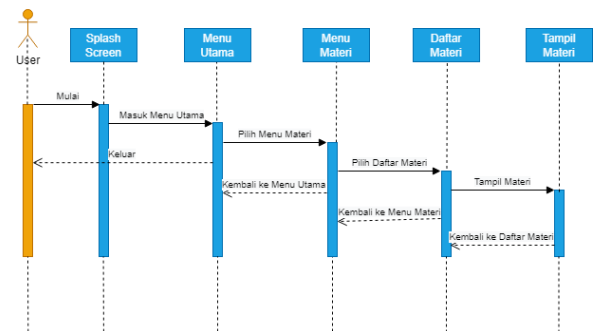 User
Splash
Screen
Menu
Utama
Menu
Materi
Daftar
Materi
Tampil
Materi
Mulai
Masuk Menu Utama
Pilih Menu Materi
Keluar
Pilih Daftar Materi
Tampil Materi
Kembali ke Menu Utama
Kembali ke Menu Materi
Kembali ke Daftar Materi